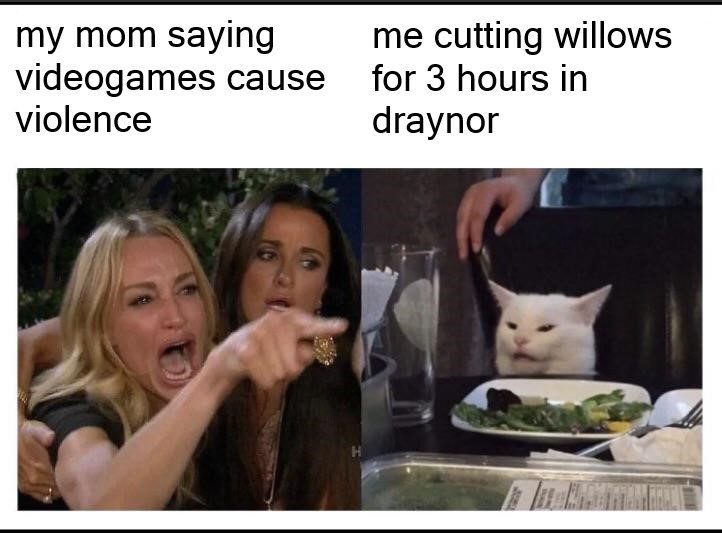 my mom saying
videogames cause
violence
me cutting willows
for 3 hours in
draynor
H